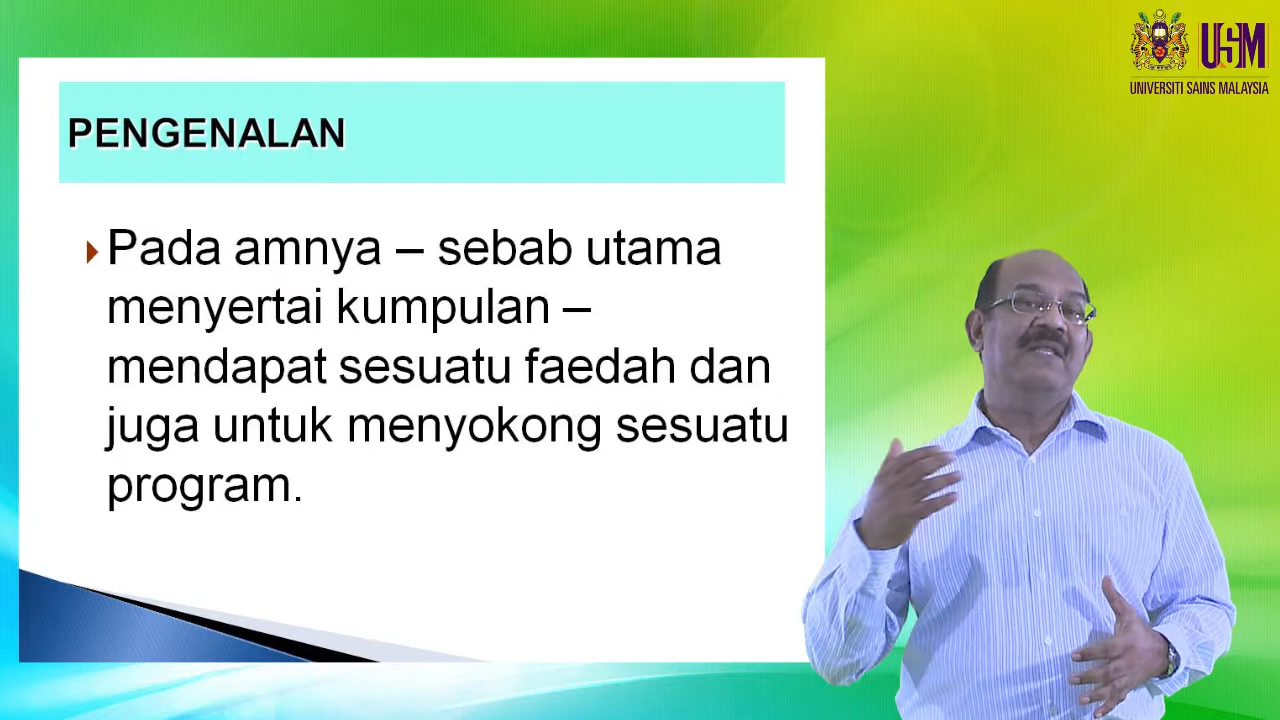 PENGENALAN
Pada amnya – sebab utama
menyertai kumpulan –
mendapat sesuatu faedah dan
juga untuk menyokong sesuatu
program.
USM
UNIVERSITI SAINS MALAYSIA